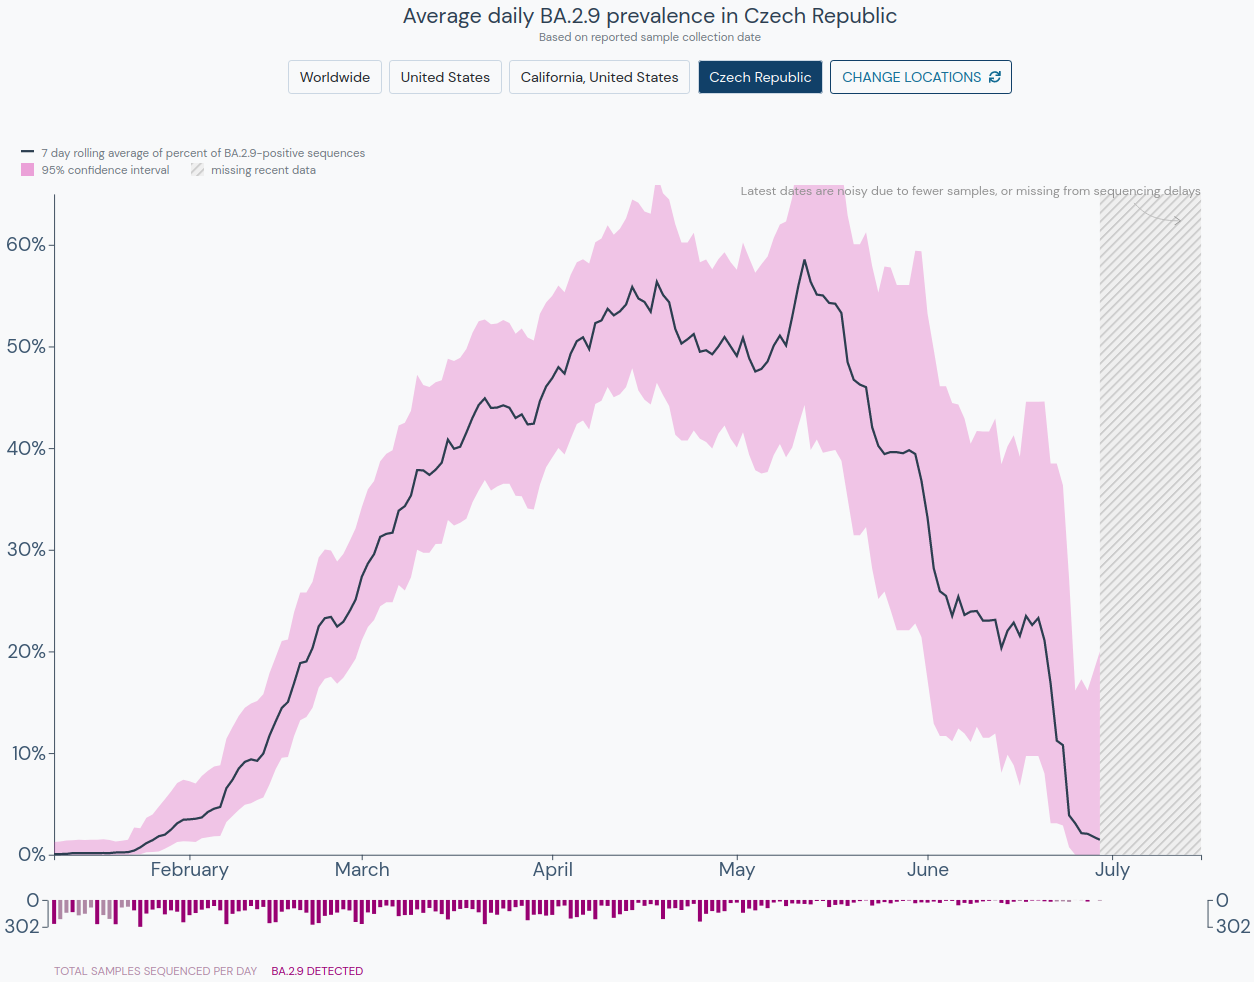 Average daily BA.2.9 prevalence in Czech Republic
Based on reported sample collection date
Worldwide
United States
California, United States
Czech Republic
CHANGE LOCATIONS
7 day rolling average of percent of BA.2.9-positive sequences
95% confidence interval
missing recent data
Latest dates are noisy due to fewer samples, or missing from sequencing delays
60%
50%
40%
30%
20%
10%
0%
February
March
April
May
June
July
0
302
0
302
TOTAL SAMPLES SEQUENCED PER DAY
BA.2.9 DETECTED